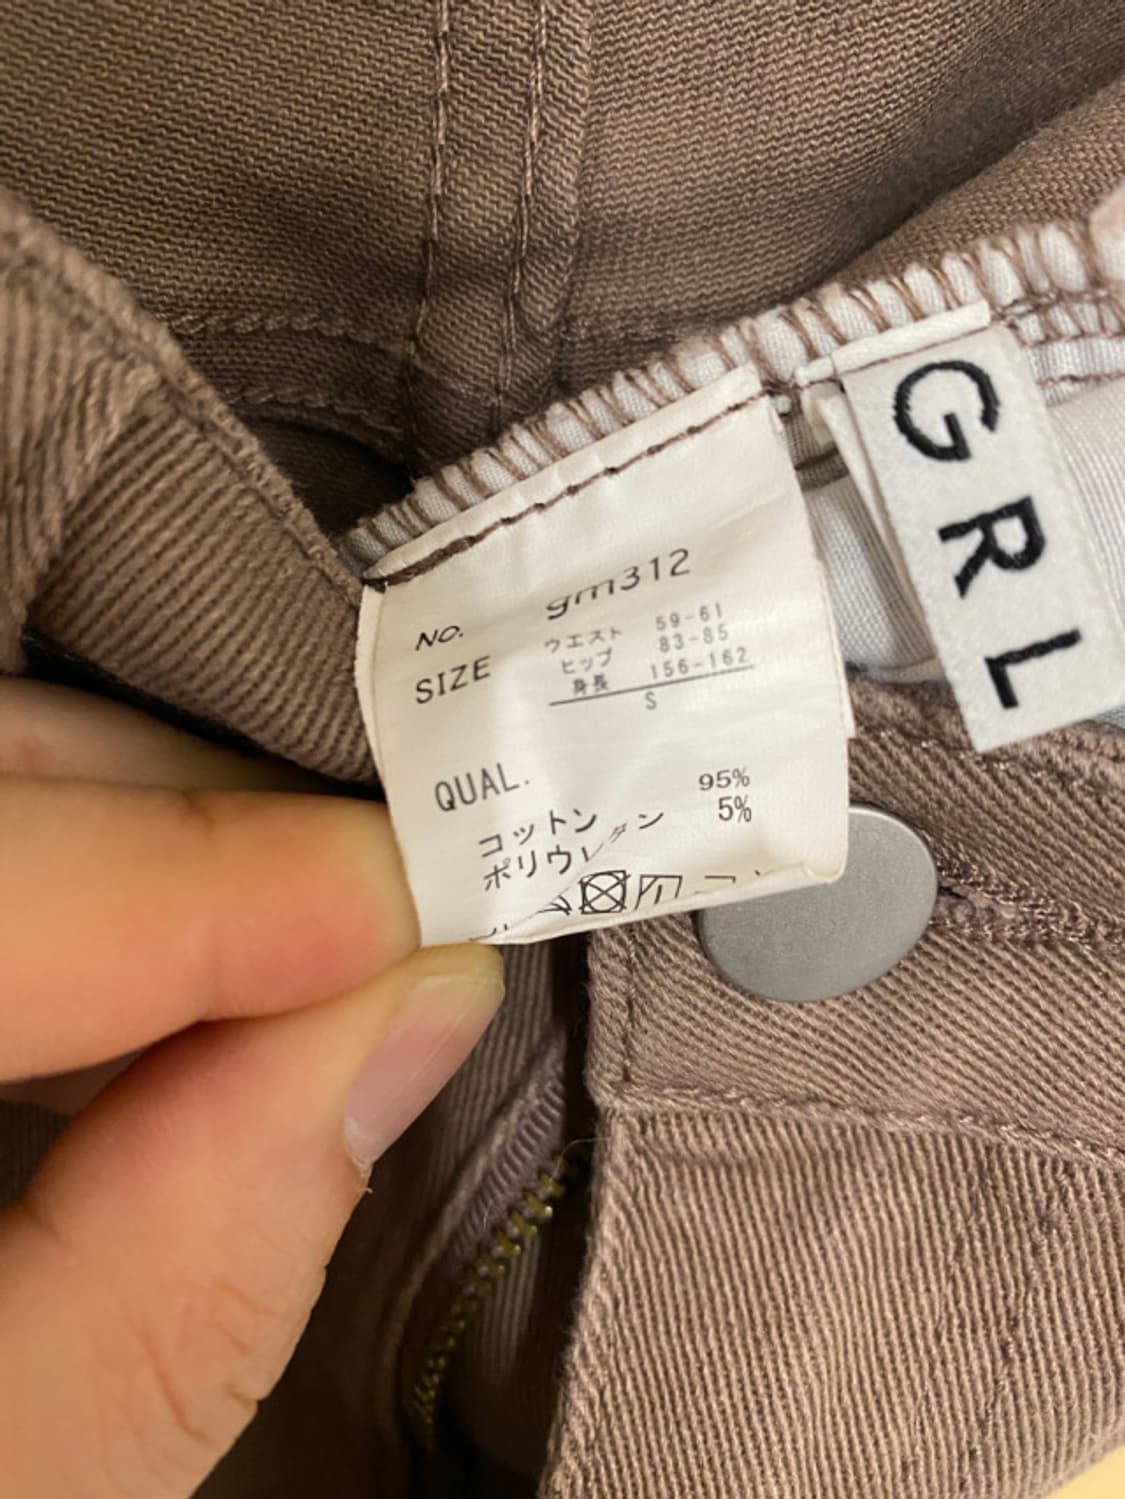 NO. gm312
SIZE
ウエスト 59-61
ヒップ 83-85
身長 156-162
S
QUAL.
コットン 95%
ポリウレタン 5%
GRL